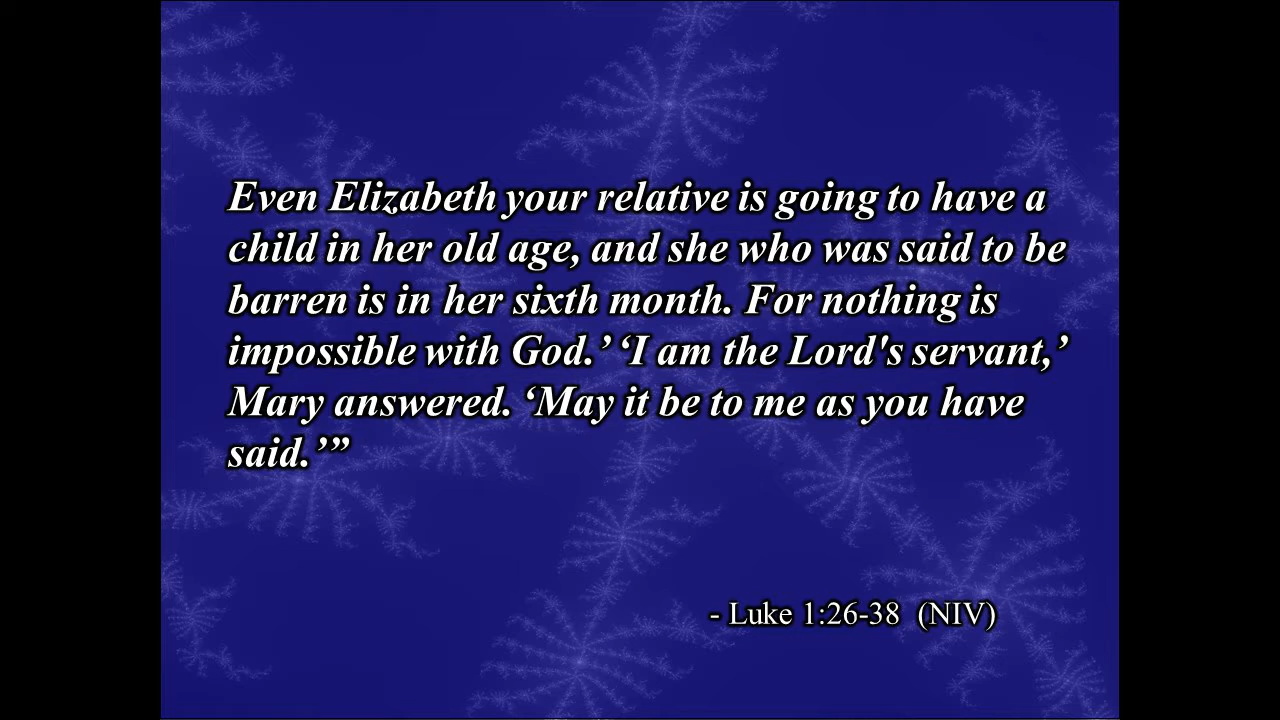 Even Elizabeth your relative is going to have a
child in her old age, and she who was said to be
barren is in her sixth month. For nothing is
impossible with God.’ ‘I am the Lord's servant,’
Mary answered. ‘May it be to me as you have
said.’”
- Luke 1:26-38  (NIV)